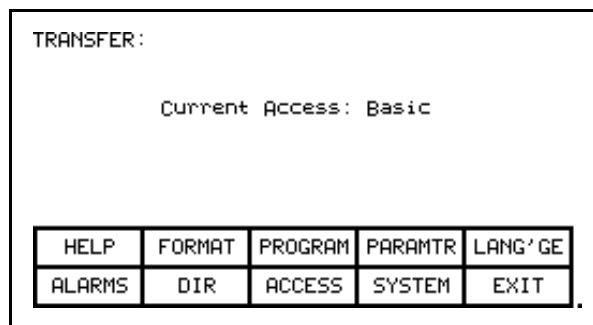 TRANSFER:
Current Access: Basic
HELP FORMAT PROGRAM PARAMTR LANG'GE
ALARMS DIR ACCESS SYSTEM EXIT